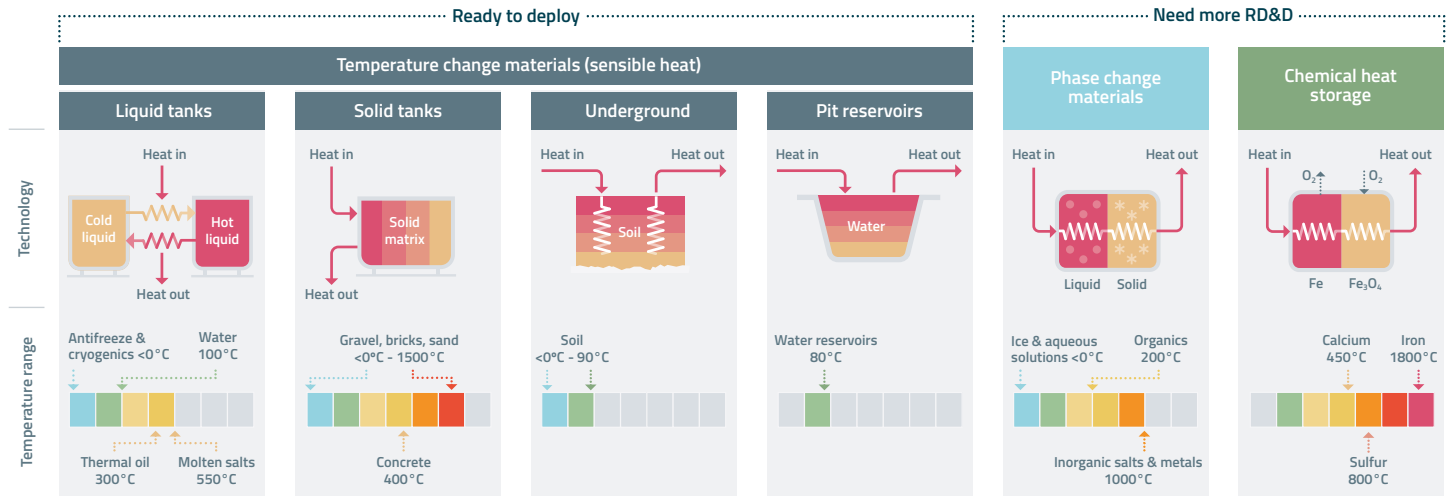 Ready to deploy
Need more RD&D
Temperature change materials (sensible heat)
Phase change
materials
Chemical heat
storage
Liquid tanks
Solid tanks
Underground
Pit reservoirs
Technology
Heat in
Cold
liquid
Hot
liquid
Heat out
Heat in
Solid
matrix
Heat out
Heat in
Heat out
Soil
Heat in
Heat out
Water
Heat in
Heat out
Liquid
Solid
Heat in
Heat out
O₂
O₂
Fe
Fe₃O₄
Temperature range
Antifreeze &
cryogenics <0°C
Water
100°C
Thermal oil
300°C
Molten salts
550°C
Gravel, bricks, sand
<0°C - 1500°C
Concrete
400°C
Soil
<0°C - 90°C
Water reservoirs
80°C
Ice & aqueous
solutions <0°C
Organics
200°C
Inorganic salts & metals
1000°C
Calcium
450°C
Iron
1800°C
Sulfur
800°C